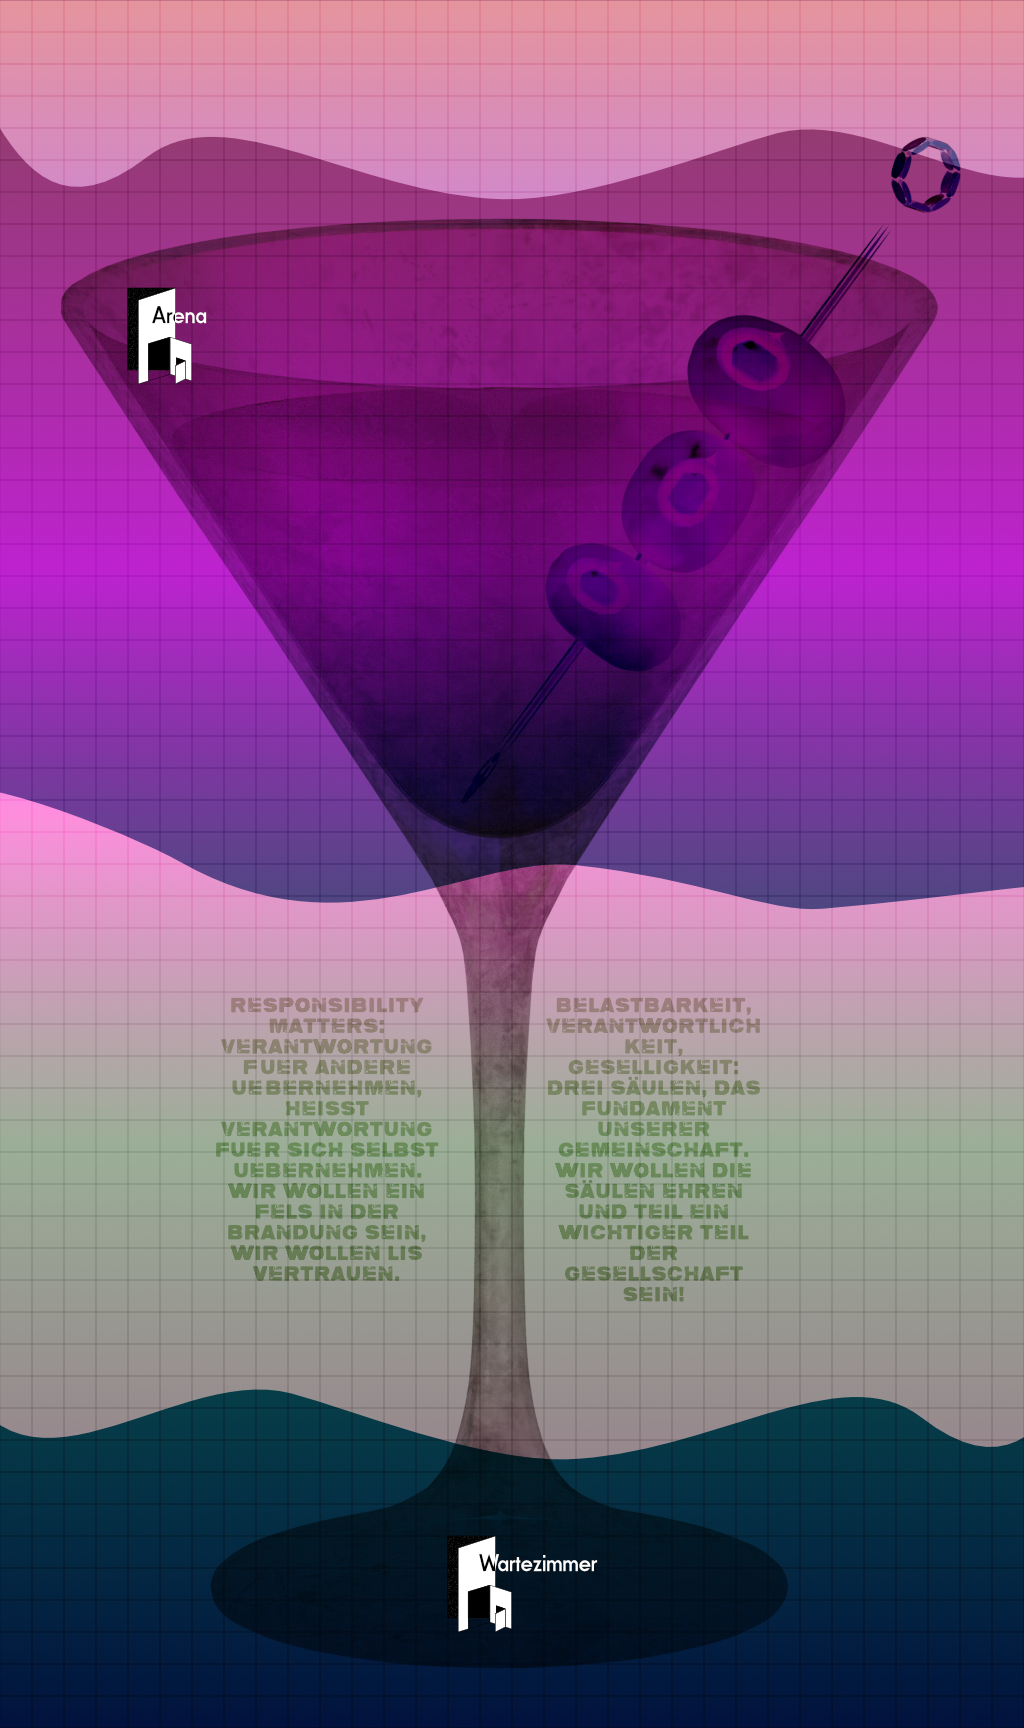 Arena
RESPONSIBILITY
MATTERS:
VERANTWORTUNG
FUER ANDERE
UEBERNEHMEN,
HEISST
VERANTWORTUNG
FUER SICH SELBST
UEBERNEHMEN.
WIR WOLLEN EIN
FELS IN DER
BRANDUNG SEIN,
WIR WOLLEN LIS
VERTRAUEN.
BELASTBARKEIT,
VERANTWORTLICH
KEIT,
GESELLIGKEIT:
DREI SÄULEN, DAS
FUNDAMENT
UNSERER
GEMEINSCHAFT.
WIR WOLLEN DIE
SÄULEN EHREN
UND TEIL EIN
WICHTIGER TEIL
DER
GESELLSCHAFT
SEIN!
Wartezimmer